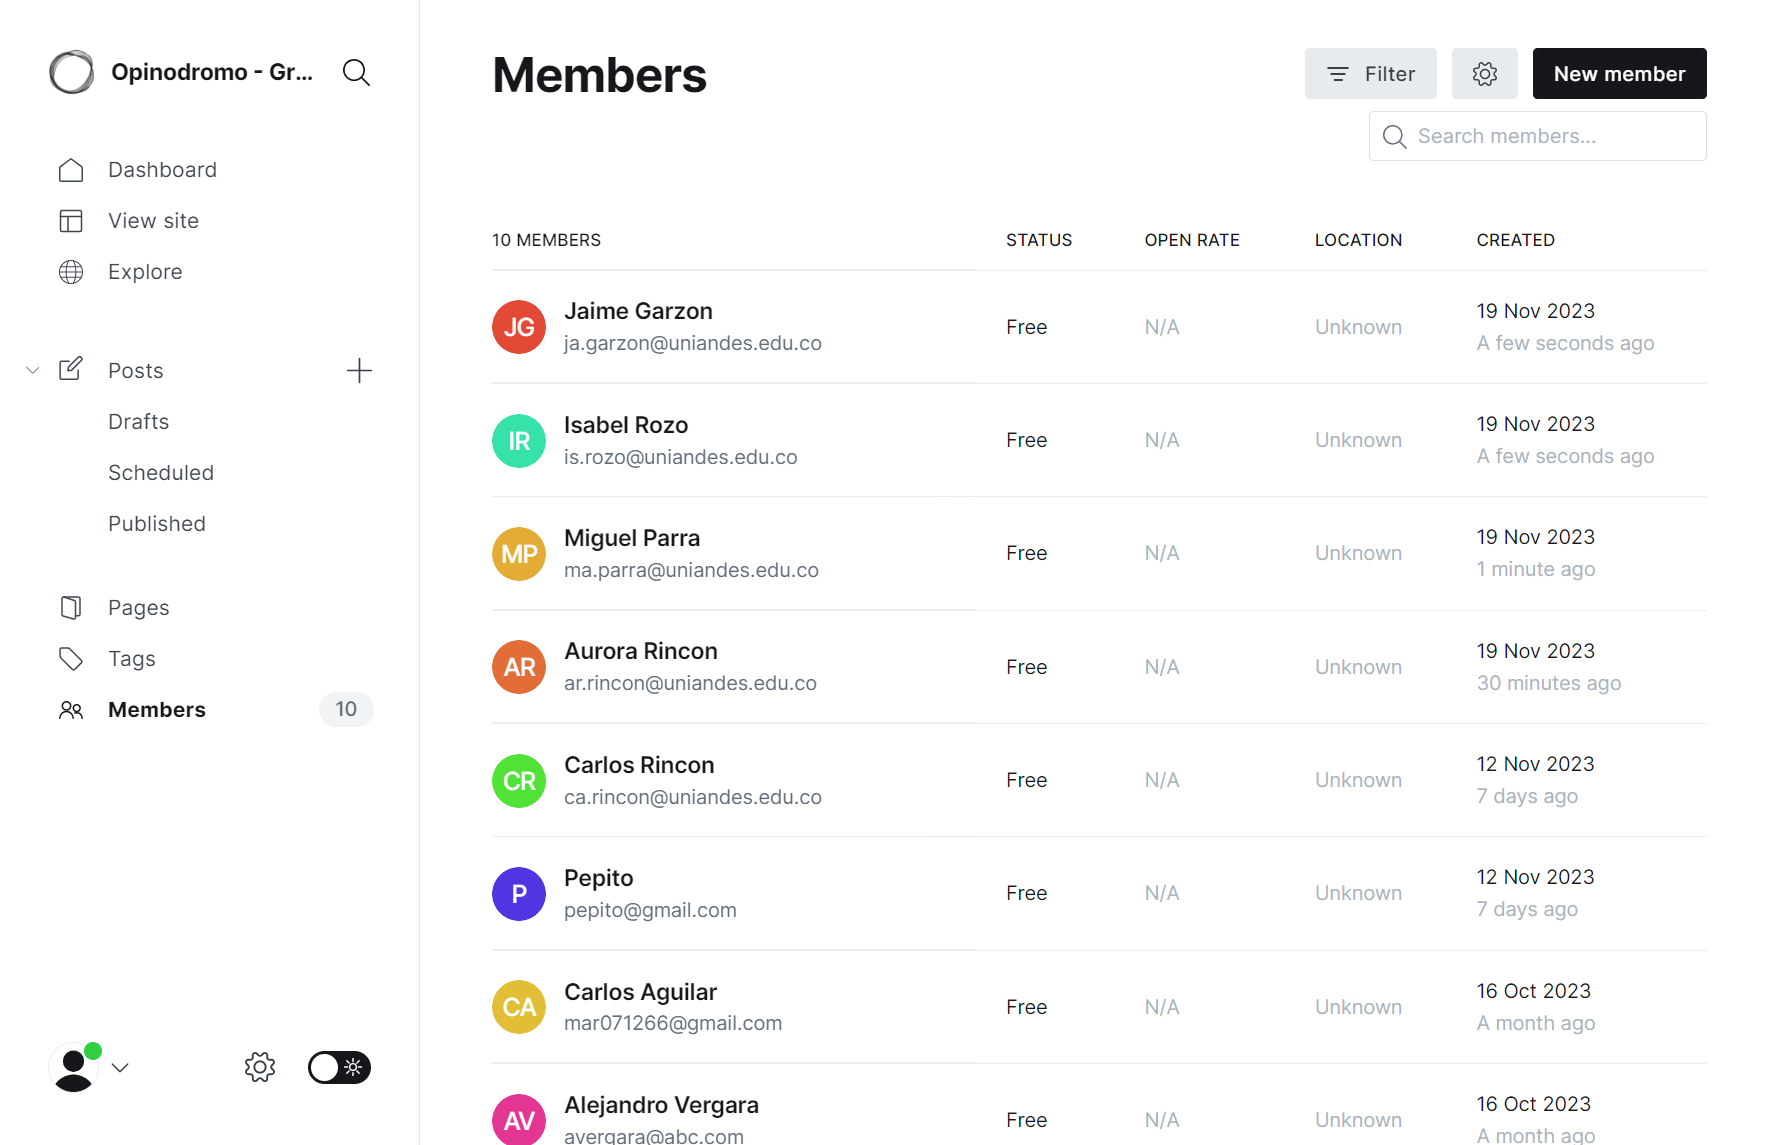 Opinodromo - Gr...
Dashboard
View site
Explore
Posts
Drafts
Scheduled
Published
Pages
Tags
Members 10
Members
Filter
New member
Search members...
10 MEMBERS STATUS OPEN RATE LOCATION CREATED
JG Jaime Garzon Free N/A Unknown 19 Nov 2023
ja.garzon@uniandes.edu.co A few seconds ago
IR Isabel Rozo Free N/A Unknown 19 Nov 2023
is.rozo@uniandes.edu.co A few seconds ago
MP Miguel Parra Free N/A Unknown 19 Nov 2023
ma.parra@uniandes.edu.co 1 minute ago
AR Aurora Rincon Free N/A Unknown 19 Nov 2023
ar.rincon@uniandes.edu.co 30 minutes ago
CR Carlos Rincon Free N/A Unknown 12 Nov 2023
ca.rincon@uniandes.edu.co 7 days ago
P Pepito Free N/A Unknown 12 Nov 2023
pepito@gmail.com 7 days ago
CA Carlos Aguilar Free N/A Unknown 16 Oct 2023
mar071266@gmail.com A month ago
AV Alejandro Vergara Free N/A Unknown 16 Oct 2023
avergara@abc.com A month ago